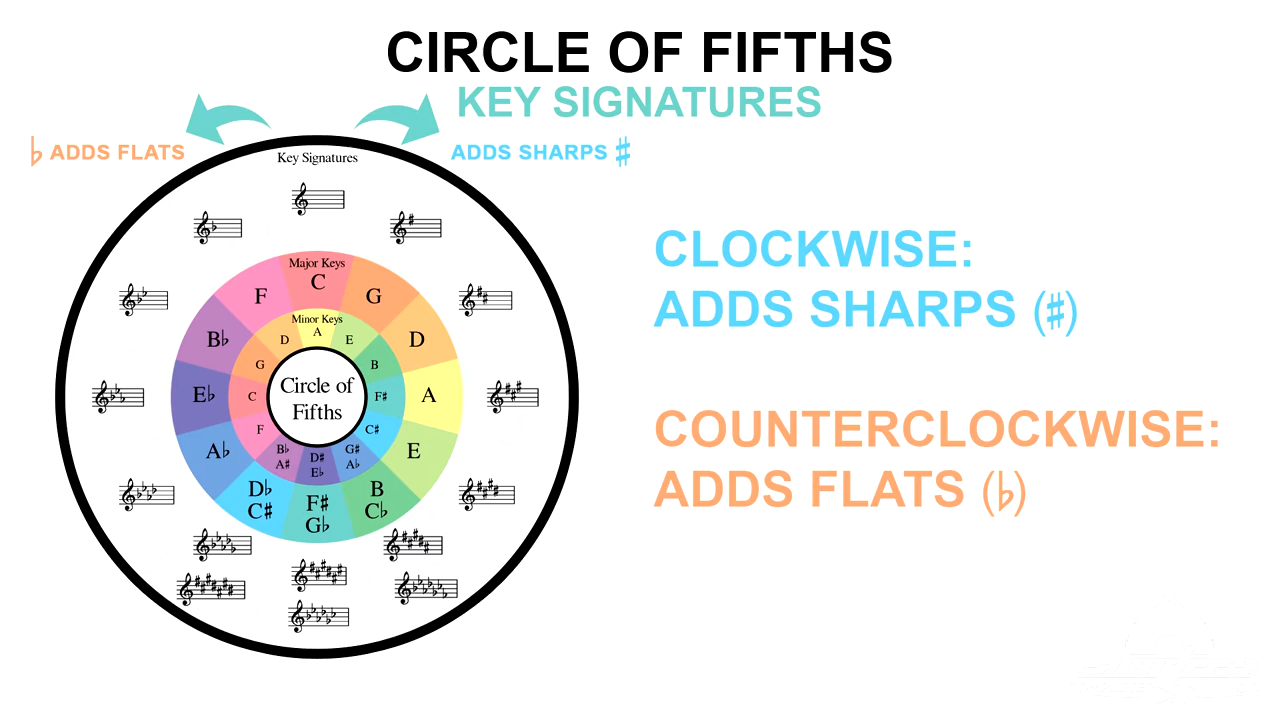 CIRCLE OF FIFTHS
KEY SIGNATURES
♭ ADDS FLATS
ADDS SHARPS ♯
Key Signatures
Major Keys
C
F
G
B♭
D
E♭
A
A♭
E
D♭
C♯
F♯
G♭
B
C♭
Minor Keys
A
D
E
G
B
C
F♯
F
C♯
B♭
A♯
D♯
E♭
G♯
A♭
Circle of
Fifths
CLOCKWISE:
ADDS SHARPS (♯)
COUNTERCLOCKWISE:
ADDS FLATS (♭)